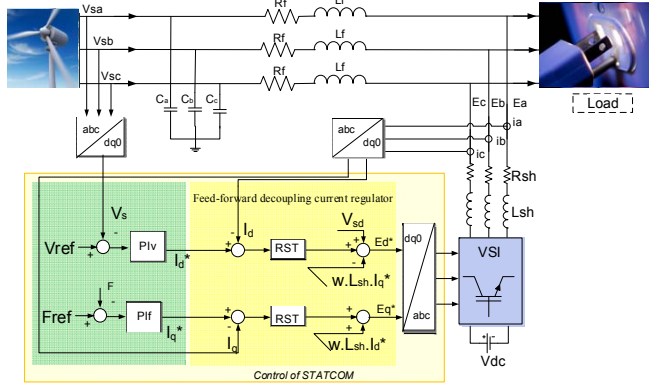 Vsa
Rf
Lf
Vsb
Rf
Lf
Vsc
Rf
Lf
Ca
Cb
Cc
Ec
Eb
Ea
ia
ib
ic
Load
abc
dq0
abc
dq0
Rsh
Lsh
Feed-forward decoupling current regulator
Vs
Id
Vsd
Vref
PIv
Id*
RST
Ed*
w.Lsh.Iq*
dq0
abc
VSI
F
Fref
PIf
Iq*
Iq
RST
Eq*
w.Lsh.Id*
Vdc
Control of STATCOM